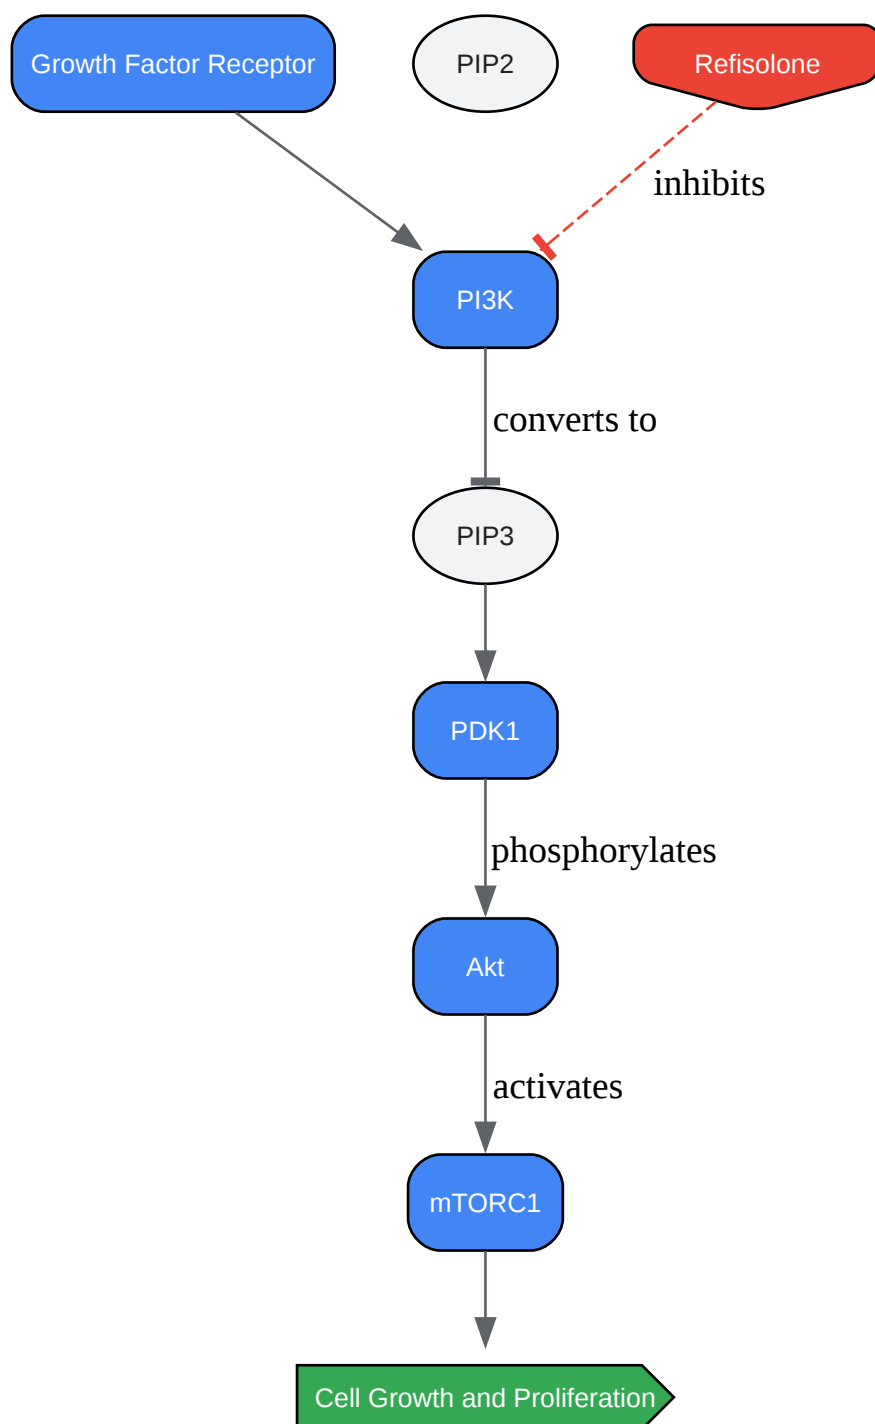 Growth Factor Receptor
PIP2
Refisolone
inhibits
PI3K
converts to
PIP3
PDK1
phosphorylates
Akt
activates
mTORC1
Cell Growth and Proliferation